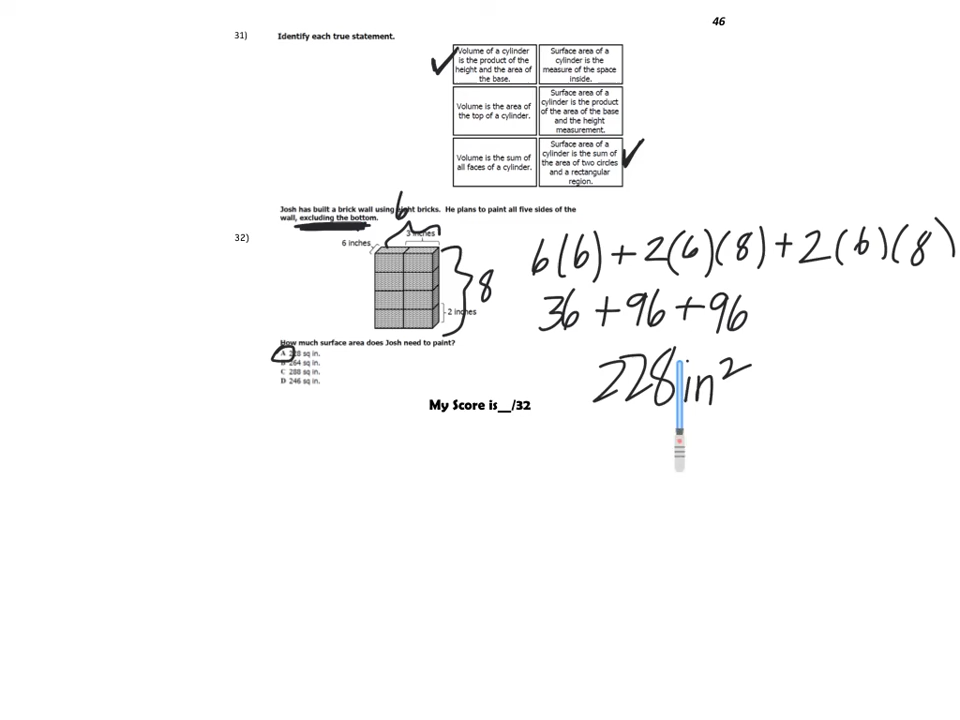 46
31) Identify each true statement.
Volume of a cylinder is the product of the height and the area of the base.
Surface area of a cylinder is the measure of the space inside.
Volume is the area of the top of a cylinder.
Surface area of a cylinder is the product of the area of the base and the height measurement.
Volume is the sum of all faces of a cylinder.
Surface area of a cylinder is the sum of the area of two circles and a rectangular region.
Josh has built a brick wall using eight bricks. He plans to paint all five sides of the
wall, excluding the bottom.
32)
6
3 inches
6 inches
8
2 inches
6(6)+2(6)(8)+2(6)(8)
36+96+96
228in²
How much surface area does Josh need to paint?
A 228 sq in.
B 264 sq in.
C 288 sq in.
D 246 sq in.
My Score is__/32